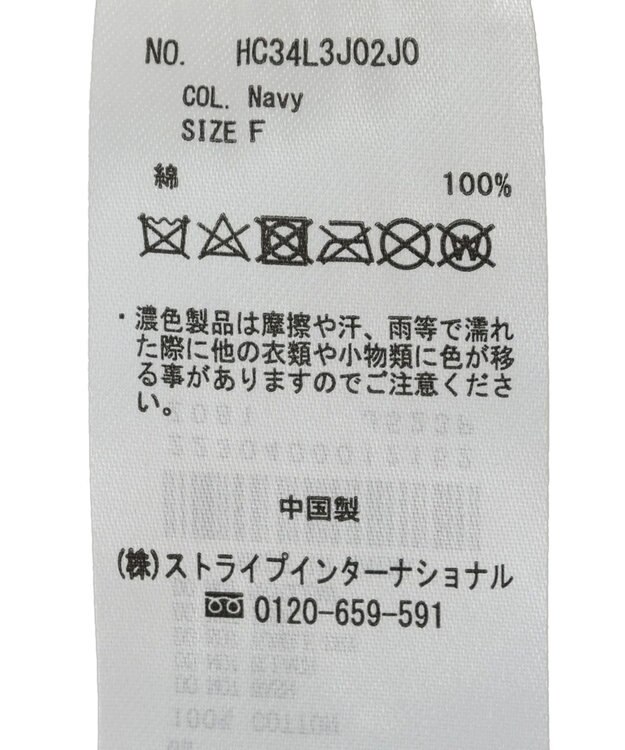 NO. HC34L3J02J0
COL. Navy
SIZE F
綿 100%
・濃色製品は摩擦や汗、雨等で濡れ
た際に他の衣類や小物類に色が移
る事がありますのでご注意くださ
い。
中国製
(株)ストライプインターナショナル
0120-659-591
100% COTTON